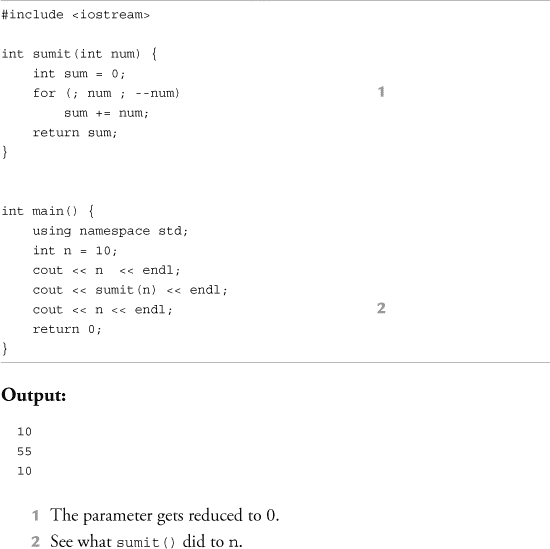 #include <iostream>
int sumit(int num) {
    int sum = 0;
    for (; num ; --num) 1
        sum += num;
    return sum;
}
int main() {
    using namespace std;
    int n = 10;
    cout << n  << endl;
    cout << sumit(n) << endl;
    cout << n << endl; 2
    return 0;
}
Output:
10
55
10
1 The parameter gets reduced to 0.
2 See what sumit() did to n.